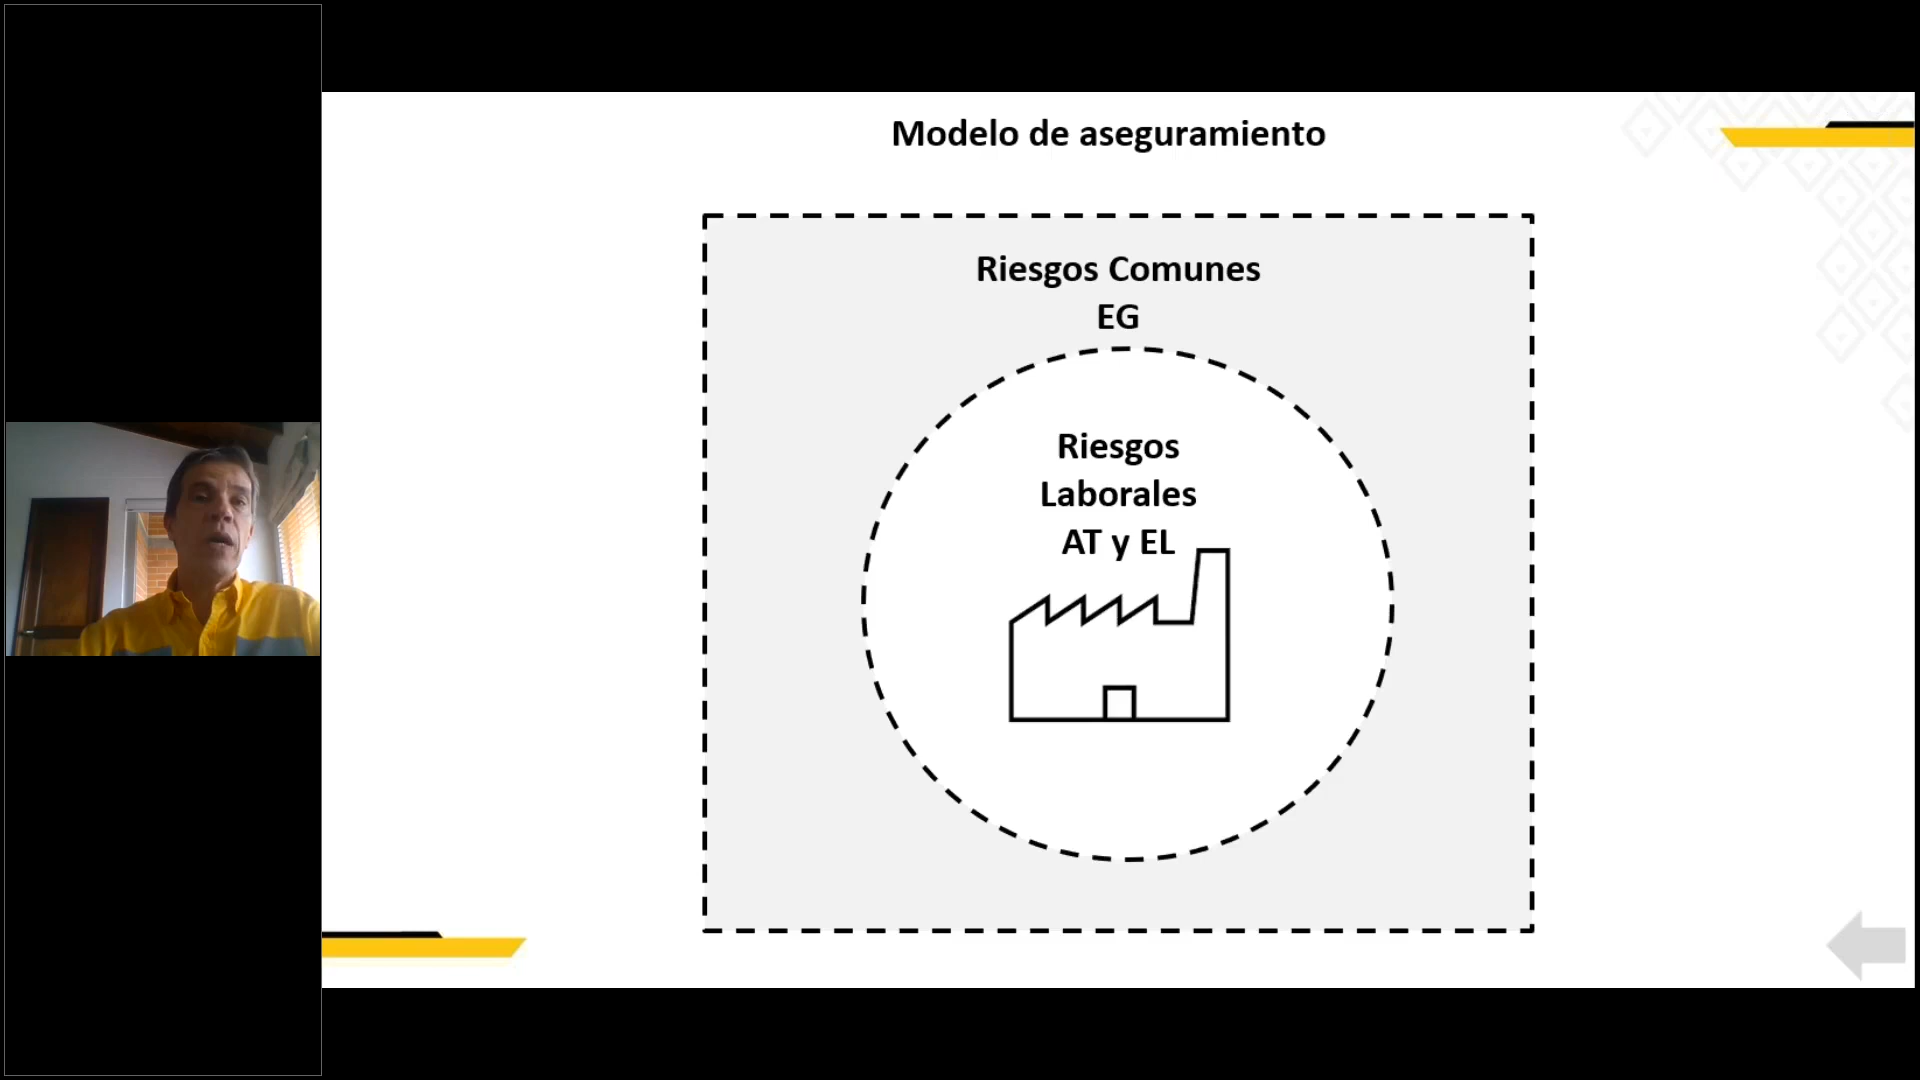 Modelo de aseguramiento
Riesgos Comunes
EG
Riesgos
Laborales
AT y EL